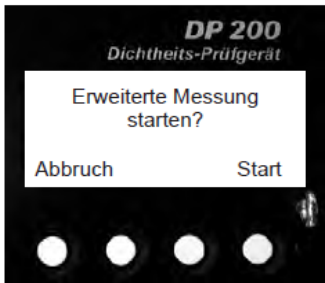 DP 200
Dichtheits-Prüfgerät
Erweiterte Messung
starten?
Abbruch Start